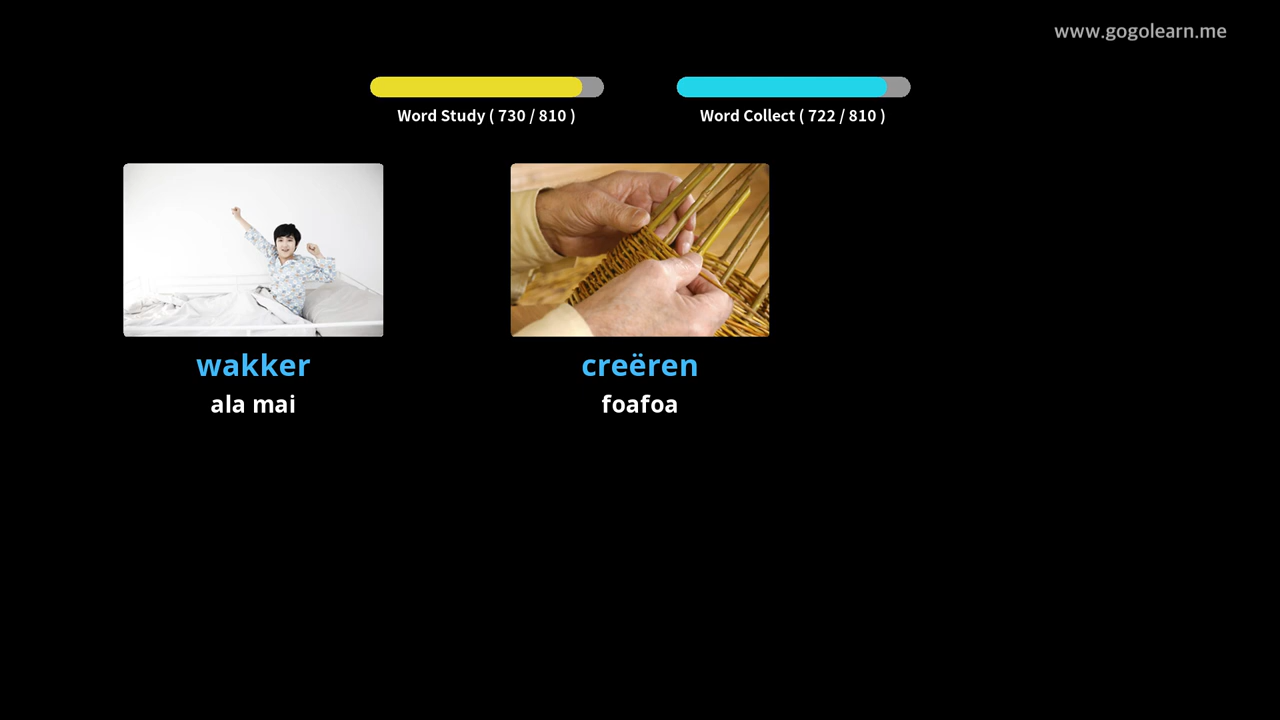 www.gogolearn.me
Word Study ( 730 / 810 )
Word Collect ( 722 / 810 )
wakker
ala mai
creëren
foafoa